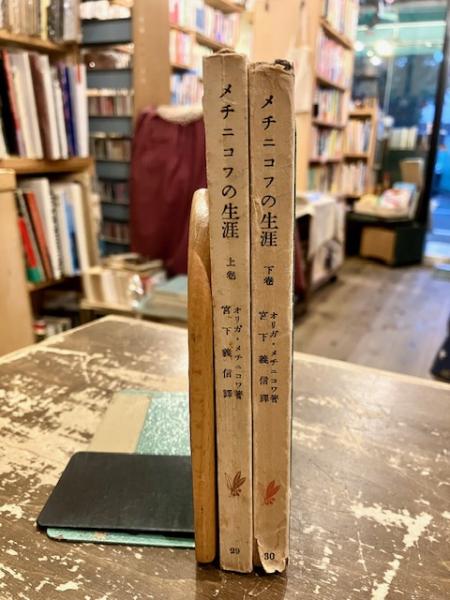 メチニコフの生涯 上巻
オリガ・メチニコワ著
宮下義信譯
29
メチニコフの生涯 下巻
オリガ・メチニコワ著
宮下義信譯
30